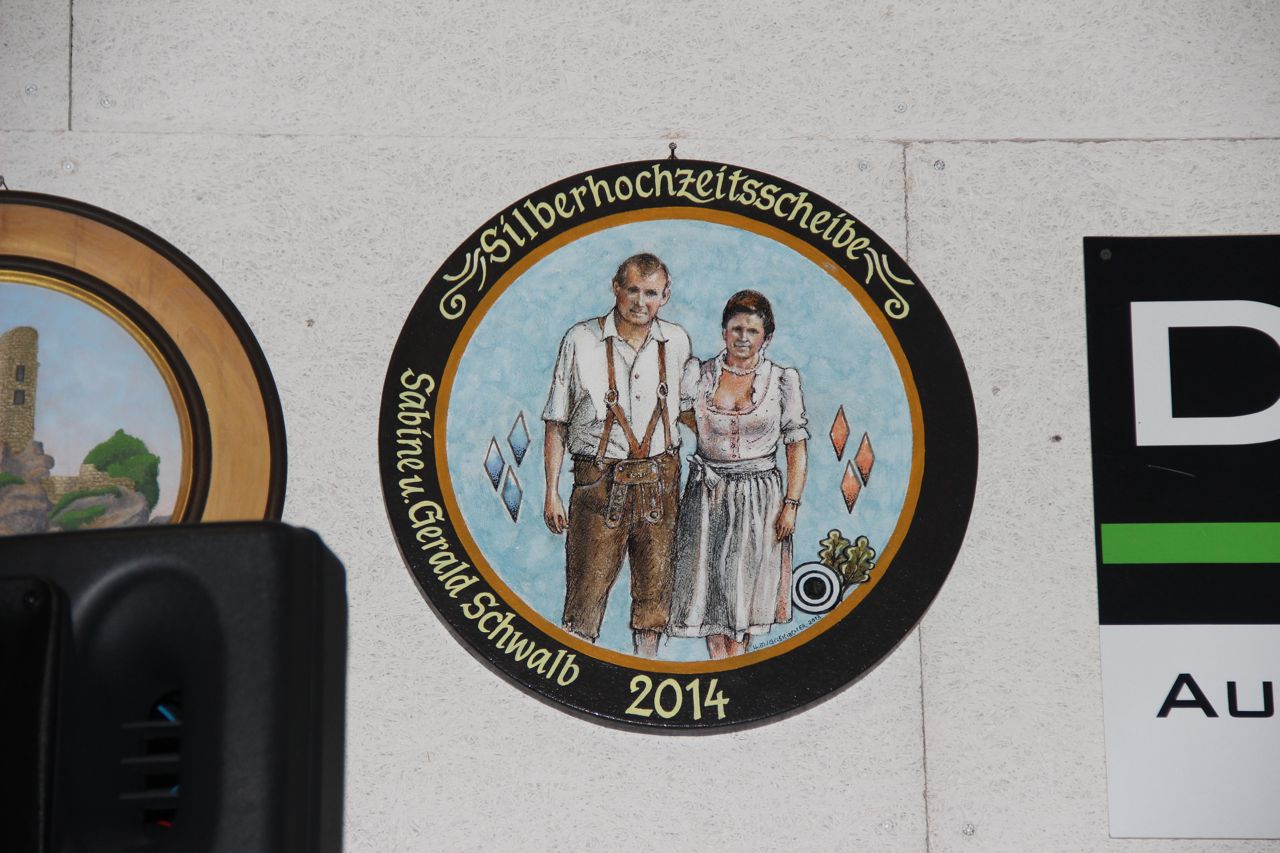 Silberhochzeitsscheibe
Sabine u. Gerald Schwalb
2014
D
Au